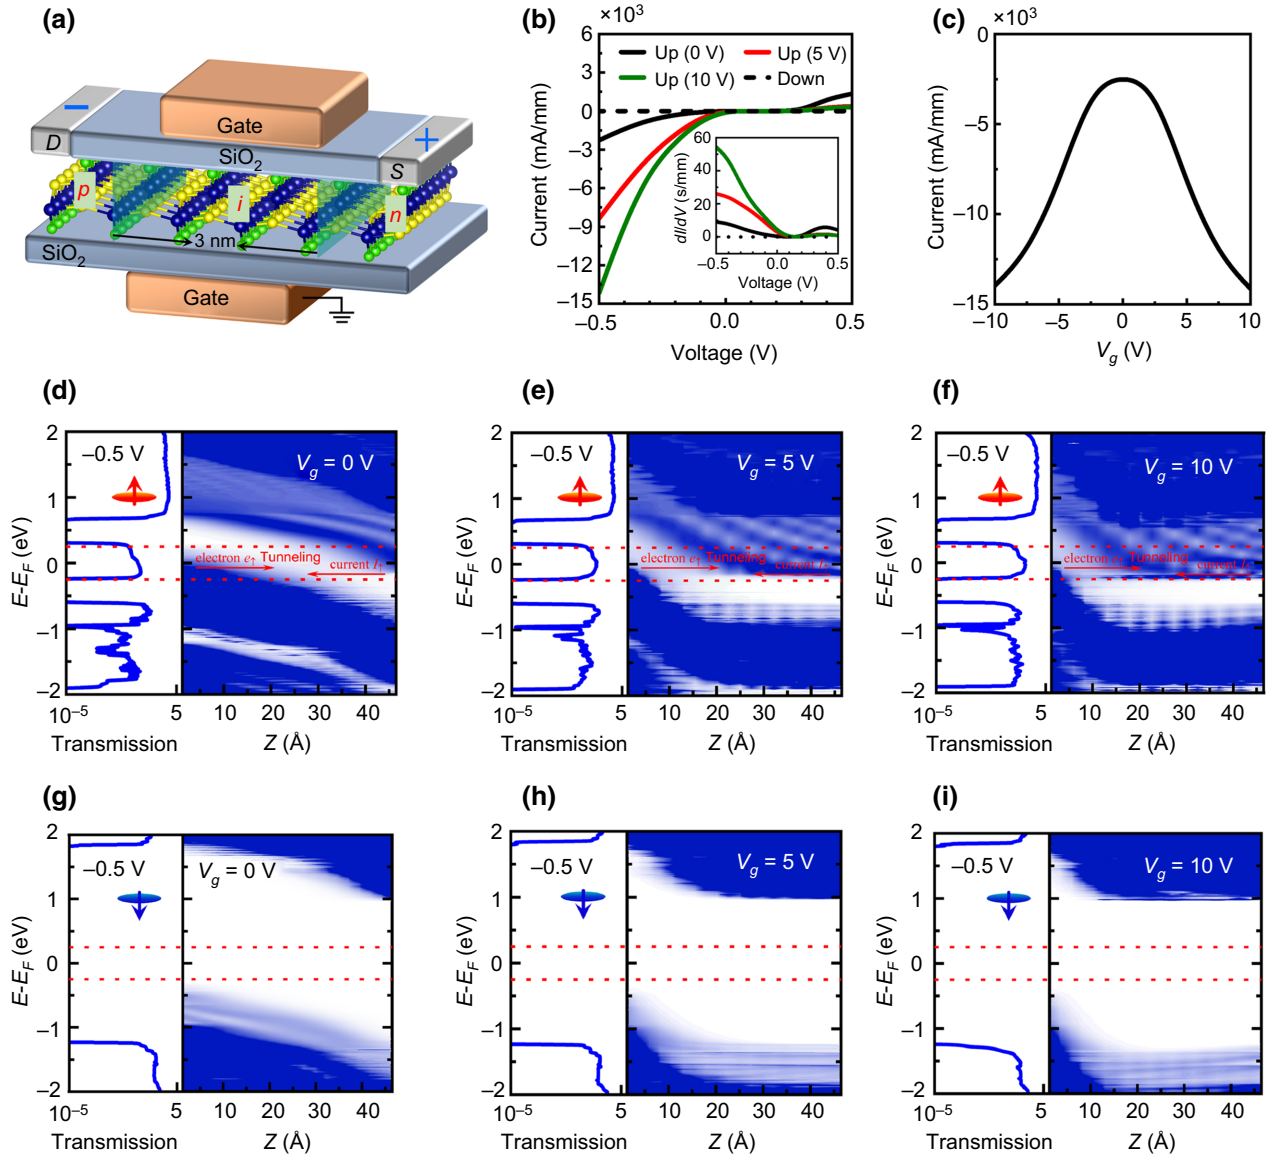 (a)
Gate
D
SiO2
S
p
i
n
3 nm
SiO2
Gate
(b)
×10³
Up (0 V) Up (5 V)
Up (10 V) Down
Current (mA/mm)
6
3
0
−3
−6
−9
−12
−15
−0.5 0.0 0.5
Voltage (V)
dI/dV (s/mm)
60
40
20
0
−0.5 0.0 0.5
Voltage (V)
(c)
×10³
Current (mA/mm)
0
−5
−10
−15
−10 −5 0 5 10
Vg (V)
(d)
E-EF (eV)
2
1
0
−1
−2
−0.5 V
Vg = 0 V
electron e↑ Tunneling
current I↑
10⁻⁵ 5 10 20 30 40
Transmission Z (Å)
(e)
E-EF (eV)
2
1
0
−1
−2
−0.5 V
Vg = 5 V
electron e↑ Tunneling
current I
10⁻⁵ 5 10 20 30 40
Transmission Z (Å)
(f)
E-EF (eV)
2
1
0
−1
−2
−0.5 V
Vg = 10 V
electron e↑ Tunneling
current I
10⁻⁵ 5 10 20 30 40
Transmission Z (Å)
(g)
E-EF (eV)
2
1
0
−1
−2
−0.5 V
Vg = 0 V
10⁻⁵ 5 10 20 30 40
Transmission Z (Å)
(h)
E-EF (eV)
2
1
0
−1
−2
−0.5 V
Vg = 5 V
10⁻⁵ 5 10 20 30 40
Transmission Z (Å)
(i)
E-EF (eV)
2
1
0
−1
−2
−0.5 V
Vg = 10 V
10⁻⁵ 5 10 20 30 40
Transmission Z (Å)